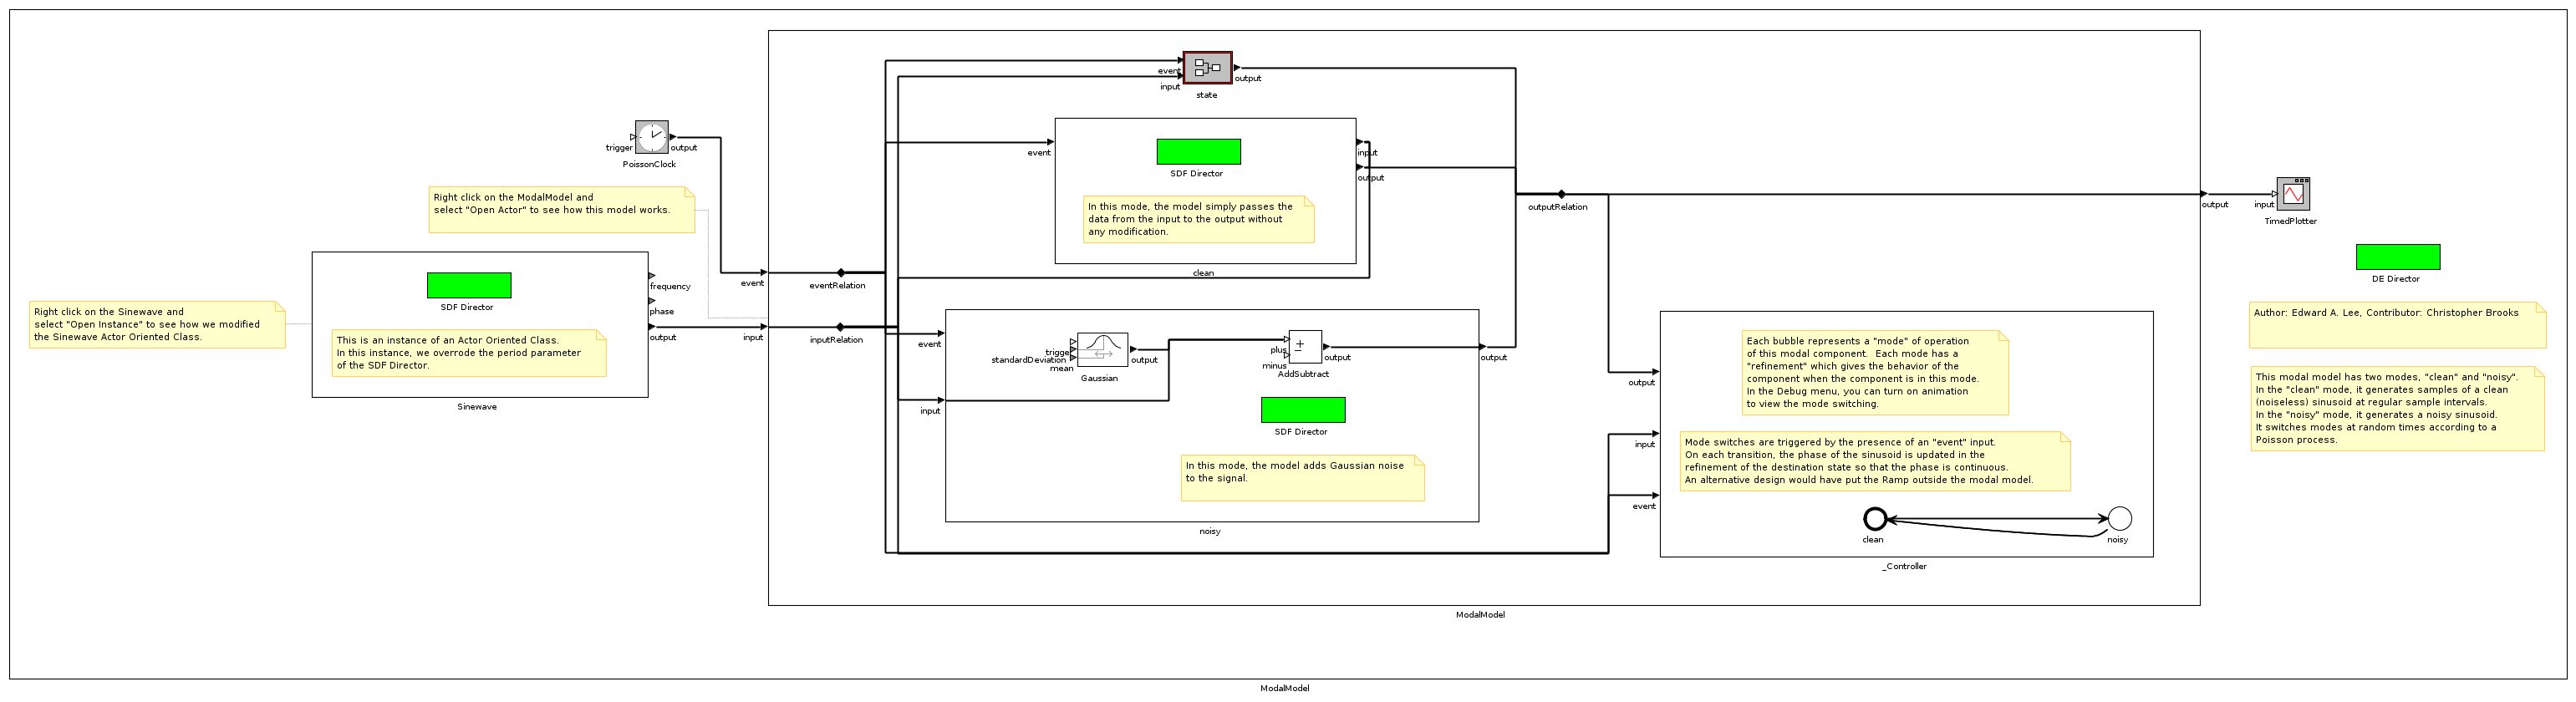 event
input
output
state
trigger
output
PoissonClock
Right click on the ModalModel and
select "Open Actor" to see how this model works.
event
SDF Director
In this mode, the model simply passes the
data from the input to the output without
any modification.
input
output
clean
outputRelation
output
input
TimedPlotter
DE Director
Author: Edward A. Lee, Contributor: Christopher Brooks
This modal model has two modes, "clean" and "noisy".
In the "clean" mode, it generates samples of a clean
(noiseless) sinusoid at regular sample intervals.
In the "noisy" mode, it generates a noisy sinusoid.
It switches modes at random times according to a
Poisson process.
Right click on the Sinewave and
select "Open Instance" to see how we modified
the Sinewave Actor Oriented Class.
SDF Director
This is an instance of an Actor Oriented Class.
In this instance, we overrode the period parameter
of the SDF Director.
frequency
phase
output
Sinewave
event
input
eventRelation
inputRelation
event
input
trigge
standardDeviation
mean
output
Gaussian
plus
minus
output
AddSubtract
SDF Director
In this mode, the model adds Gaussian noise
to the signal.
output
noisy
output
input
event
Each bubble represents a "mode" of operation
of this modal component.  Each mode has a
"refinement" which gives the behavior of the
component when the component is in this mode.
In the Debug menu, you can turn on animation
to view the mode switching.
Mode switches are triggered by the presence of an "event" input.
On each transition, the phase of the sinusoid is updated in the
refinement of the destination state so that the phase is continuous.
An alternative design would have put the Ramp outside the modal model.
clean
noisy
_Controller
ModalModel
ModalModel